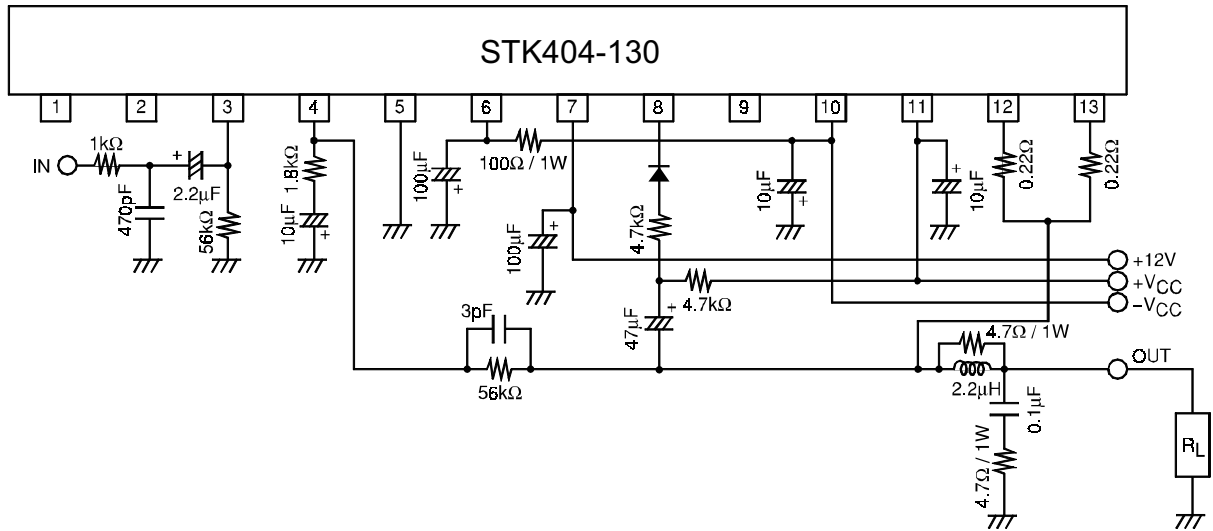 STK404-130
1
2
3
4
5
6
7
8
9
10
11
12
13
IN
1kΩ
470pF
+
2.2μF
56kΩ
1.8kΩ
10μF
+
100μF
+
100Ω / 1W
100μF
+
4.7kΩ
10μF
+
+
10μF
0.22Ω
0.22Ω
+12V
+VCC
−VCC
4.7kΩ
47μF
+
3pF
56kΩ
4.7Ω / 1W
2.2μH
OUT
0.1μF
4.7Ω / 1W
RL